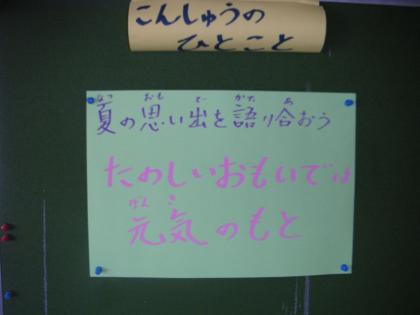 こんしゅうの
ひとこと
夏の思い出を語り合おう
たのしいおもいでは
元気のもと